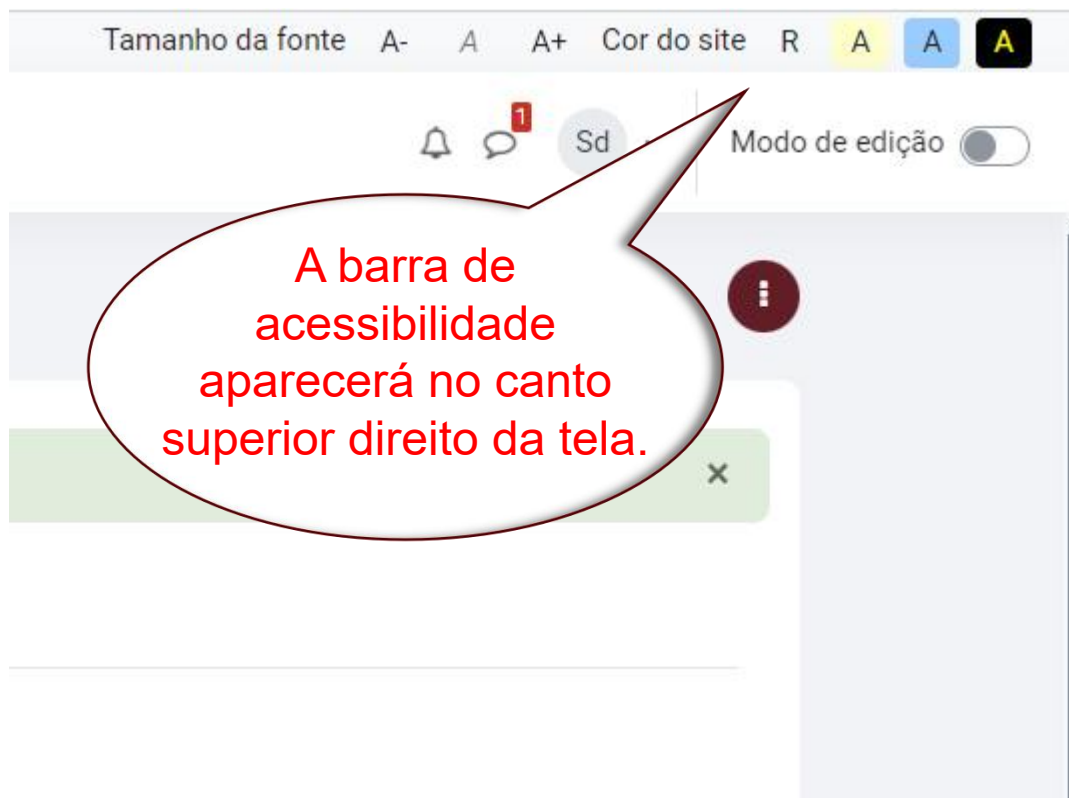 Tamanho da fonte A- A A+ Cor do site R A A A
1 Sd Modo de edição
A barra de
acessibilidade
aparecerá no canto
superior direito da tela.